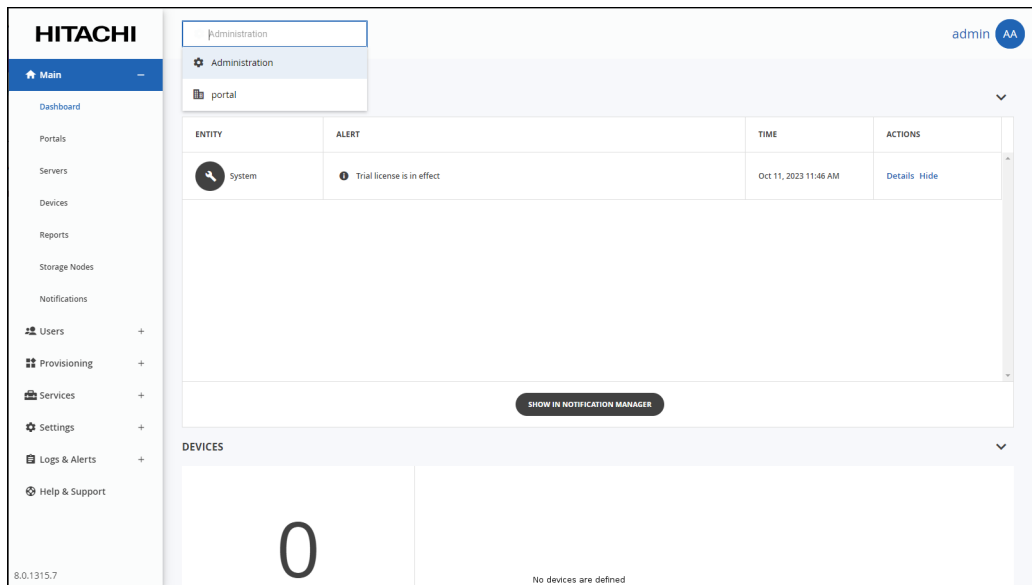 HITACHI
Administration
admin AA
Administration
portal
Main
Dashboard
Portals
Servers
Devices
Reports
Storage Nodes
Notifications
Users
Provisioning
Services
Settings
Logs & Alerts
Help & Support
8.0.1315.7
ENTITY ALERT TIME ACTIONS
System Trial license is in effect Oct 11, 2023 11:46 AM Details Hide
SHOW IN NOTIFICATION MANAGER
DEVICES
0
No devices are defined